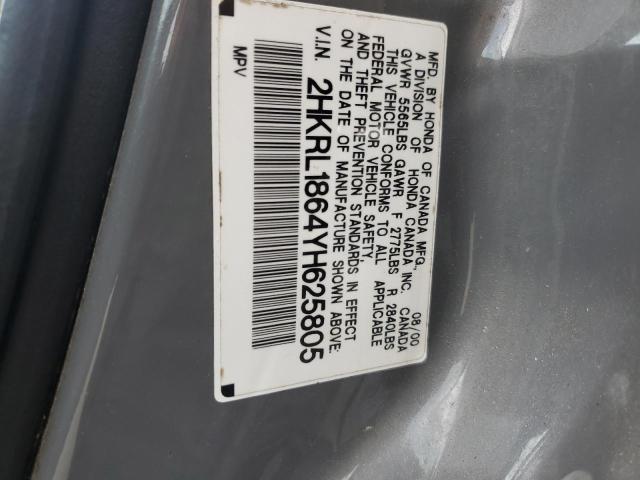 MFD. BY HONDA OF CANADA MFG., 08/00
A DIVISION OF HONDA CANADA INC. CANADA
GVWR 5565LBS GAWR F 2775LBS R 2840LBS
THIS VEHICLE CONFORMS TO ALL APPLICABLE
FEDERAL MOTOR VEHICLE SAFETY
AND THEFT PREVENTION STANDARDS IN EFFECT
ON THE DATE OF MANUFACTURE SHOWN ABOVE.
V.I.N. 2HKRL1864YH625805
MPV